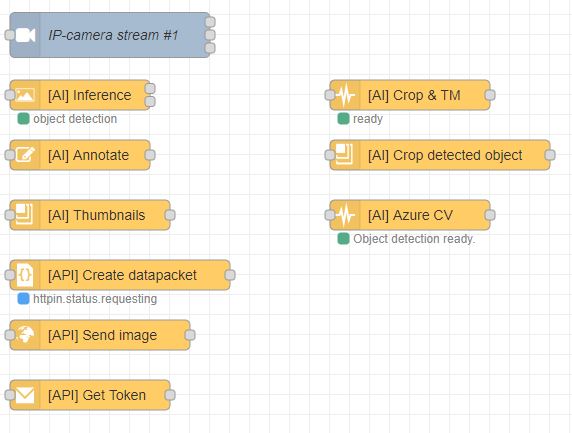 IP-camera stream #1
[AI] Inference
object detection
[AI] Crop & TM
ready
[AI] Annotate
[AI] Crop detected object
[AI] Thumbnails
[AI] Azure CV
Object detection ready.
[API] Create datapacket
httpin.status.requesting
[API] Send image
[API] Get Token